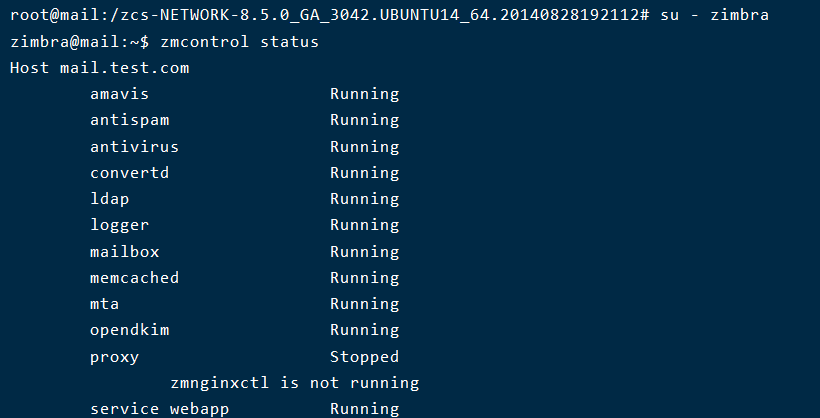 root@mail:/zcs-NETWORK-8.5.0_GA_3042.UBUNTU14_64.20140828192112# su - zimbra
zimbra@mail:~$ zmcontrol status
Host mail.test.com
amavis Running
antispam Running
antivirus Running
convertd Running
ldap Running
logger Running
mailbox Running
memcached Running
mta Running
opendkim Running
proxy Stopped
zmnginxctl is not running
service webapp Running